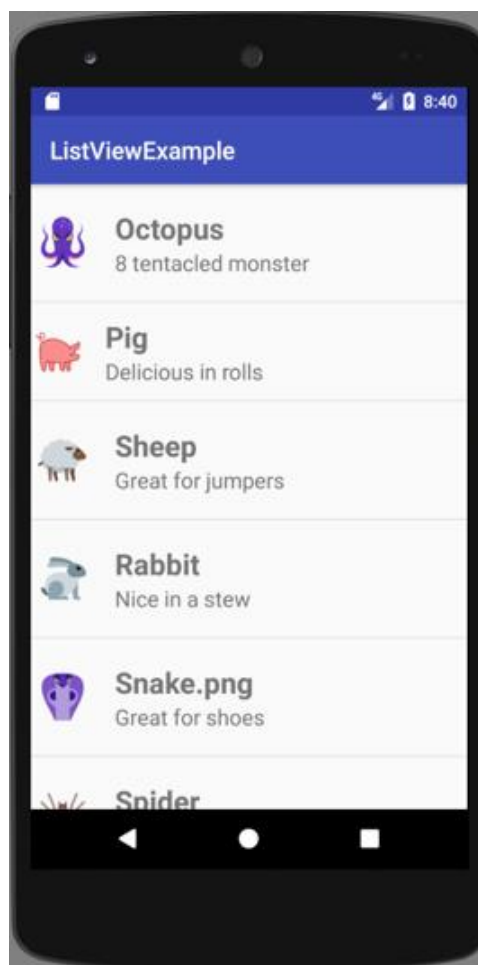 4G 8:40
ListViewExample
Octopus
8 tentacled monster
Pig
Delicious in rolls
Sheep
Great for jumpers
Rabbit
Nice in a stew
Snake.png
Great for shoes
Spider